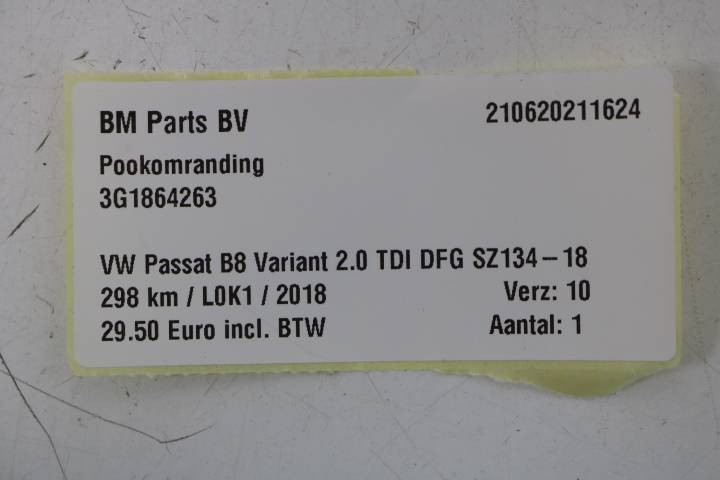 BM Parts BV 210620211624
Pookomranding
3G1864263
VW Passat B8 Variant 2.0 TDI DFG SZ134-18
298 km / L0K1 / 2018 Verz: 10
29.50 Euro incl. BTW Aantal: 1